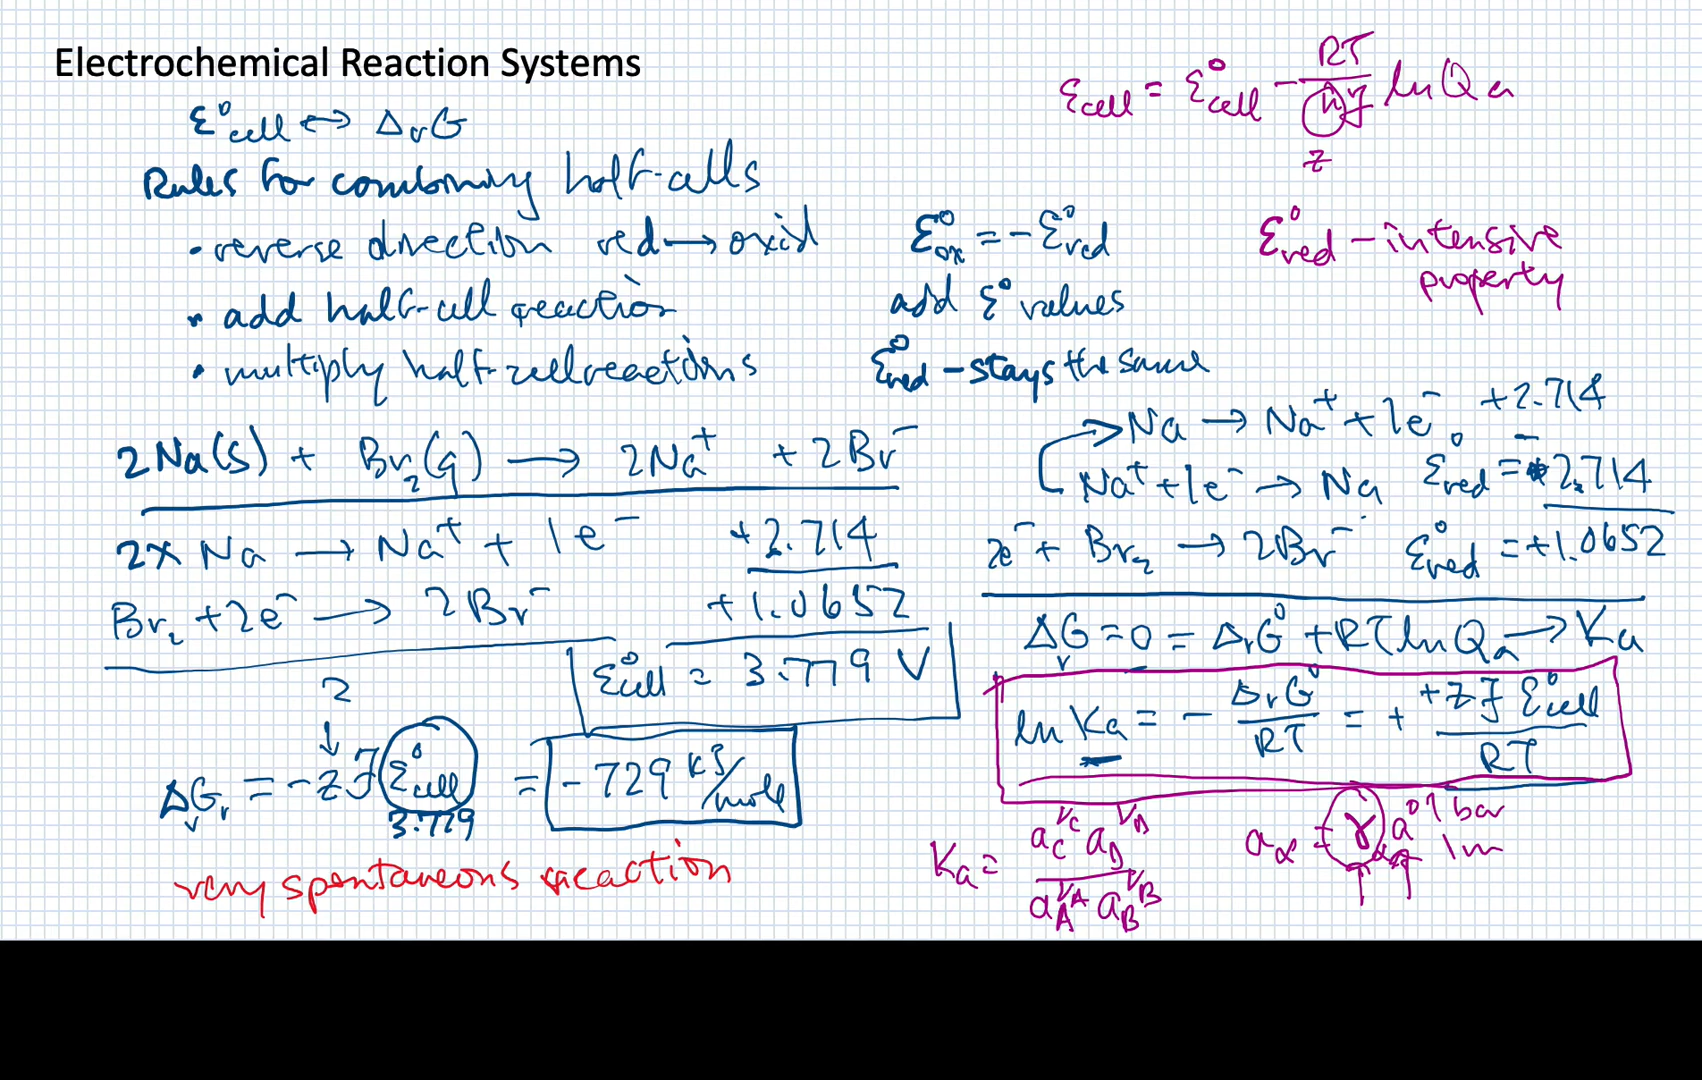 Electrochemical Reaction Systems
ε°cell ↔ ΔrG
Rules for combining half-cells
• reverse direction red → oxid ε°ox = -ε°red
• add half-cell reaction add ε° values
• multiply half-cell reactions ε°red - stays the same
εcell = ε°cell - RT/nF ln Qa
z
ε°red - intensive
property
2Na(s) + Br₂(g) → 2Na⁺ + 2Br⁻
2x Na → Na⁺ + 1e⁻ +2.714
Br₂ + 2e⁻ → 2Br⁻ +1.0652
ε°cell = 3.779 V
2
↓
ΔGr = -zF ε°cell = -729 kJ/mole
3.779
very spontaneous reaction
Na → Na⁺ + 1e⁻ +2.714
Na⁺ + 1e⁻ → Na ε°red = -2.714
2e⁻ + Br₂ → 2Br⁻ ε°red = +1.0652
ΔrG = 0 = ΔrG° + RT ln Qa → Ka
ln Ka = - ΔrG°/RT = + +zF ε°cell/RT
Ka = aC^νC aD^νD / aA^νA aB^νB
aα = γα a° 1 bar
1m